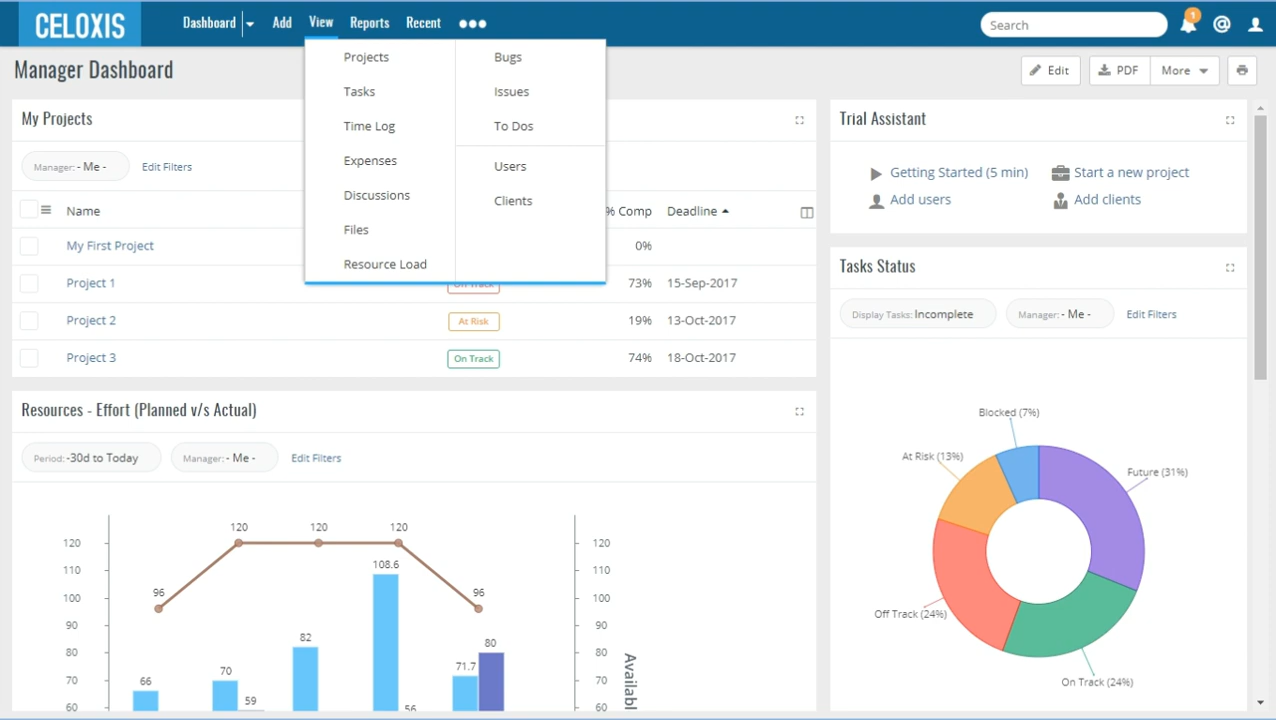 CELOXIS
Dashboard Add View Reports Recent
Search
1
@
Projects
Tasks
Time Log
Expenses
Discussions
Files
Resource Load
Bugs
Issues
To Dos
Users
Clients
Manager Dashboard
Edit
PDF
More
My Projects
Manager: - Me -
Edit Filters
Name % Comp Deadline
My First Project 0%
Project 1 On Track 73% 15-Sep-2017
Project 2 At Risk 19% 13-Oct-2017
Project 3 On Track 74% 18-Oct-2017
Resources - Effort (Planned v/s Actual)
Period: -30d to Today Manager: - Me - Edit Filters
120
110
100
90
80
70
60
96
120
120
120
96
66
70
59
82
108.6
56
71.7
80
120
110
100
90
80
70
60
Trial Assistant
Getting Started (5 min) Start a new project
Add users Add clients
Tasks Status
Display Tasks: Incomplete Manager: - Me - Edit Filters
Blocked (7%)
At Risk (13%)
Future (31%)
Off Track (24%)
On Track (24%)